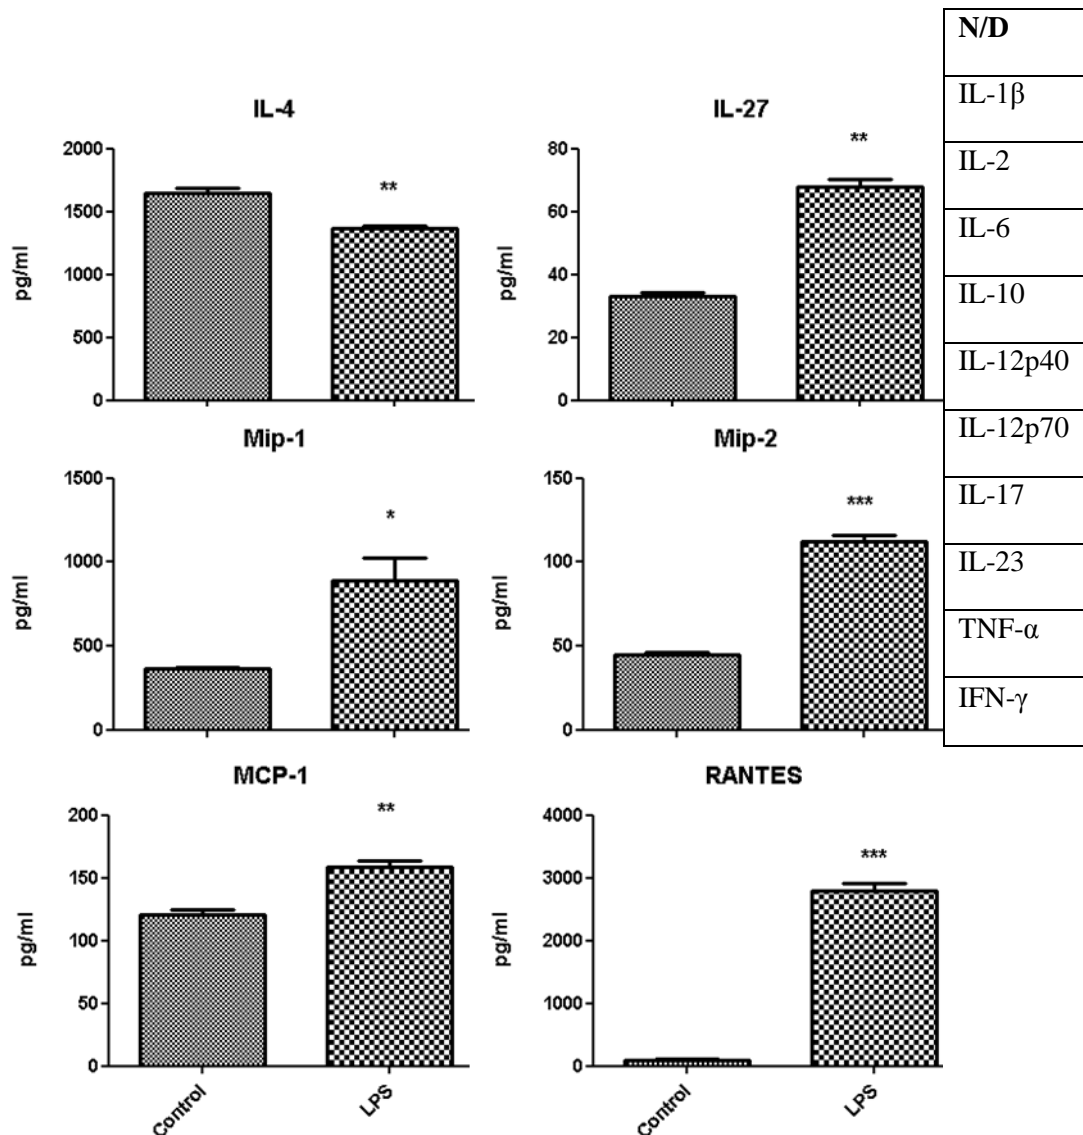 IL-4
pg/ml
2000
1500
1000
500
0
**
IL-27
pg/ml
80
60
40
20
0
**
Mip-1
pg/ml
1500
1000
500
0
*
Mip-2
pg/ml
150
100
50
0
***
MCP-1
pg/ml
200
150
100
50
0
**
Control
LPS
RANTES
pg/ml
4000
3000
2000
1000
0
***
Control
LPS
N/D
IL-1β
IL-2
IL-6
IL-10
IL-12p40
IL-12p70
IL-17
IL-23
TNF-α
IFN-γ